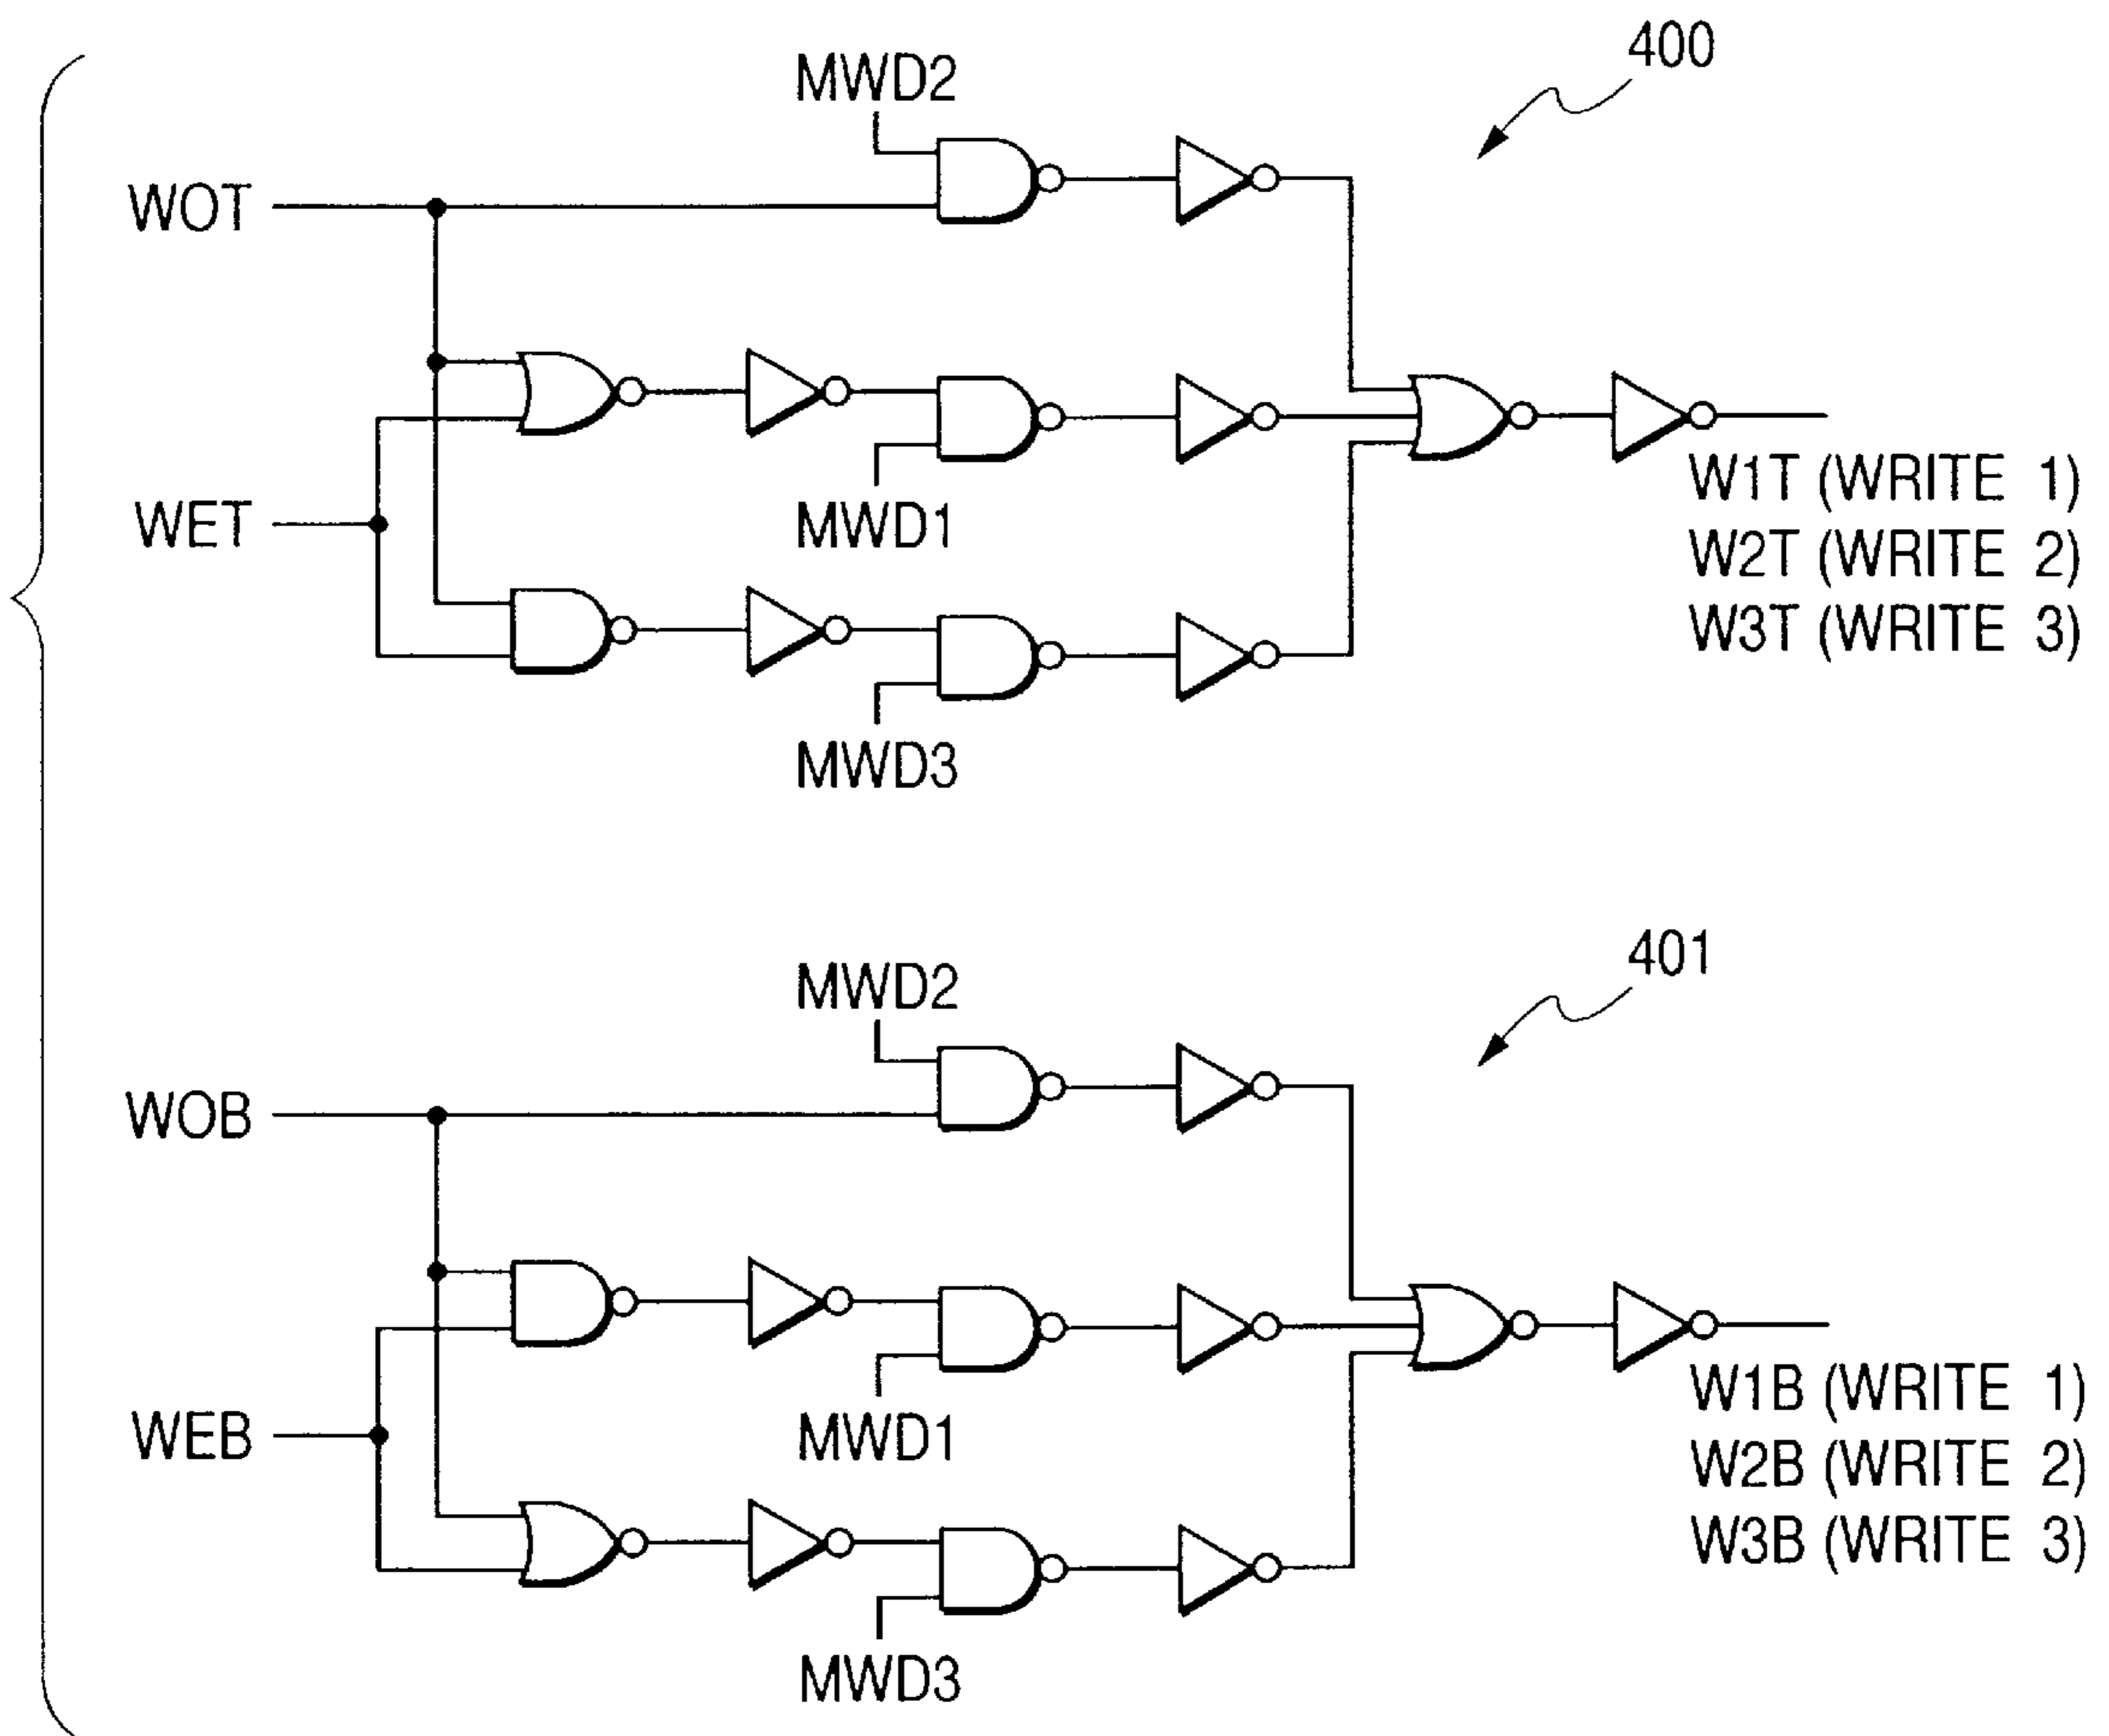 400
MWD2
WOT
WET
MWD1
W1T (WRITE 1)
W2T (WRITE 2)
W3T (WRITE 3)
MWD3
401
MWD2
WOB
WEB
MWD1
W1B (WRITE 1)
W2B (WRITE 2)
W3B (WRITE 3)
MWD3